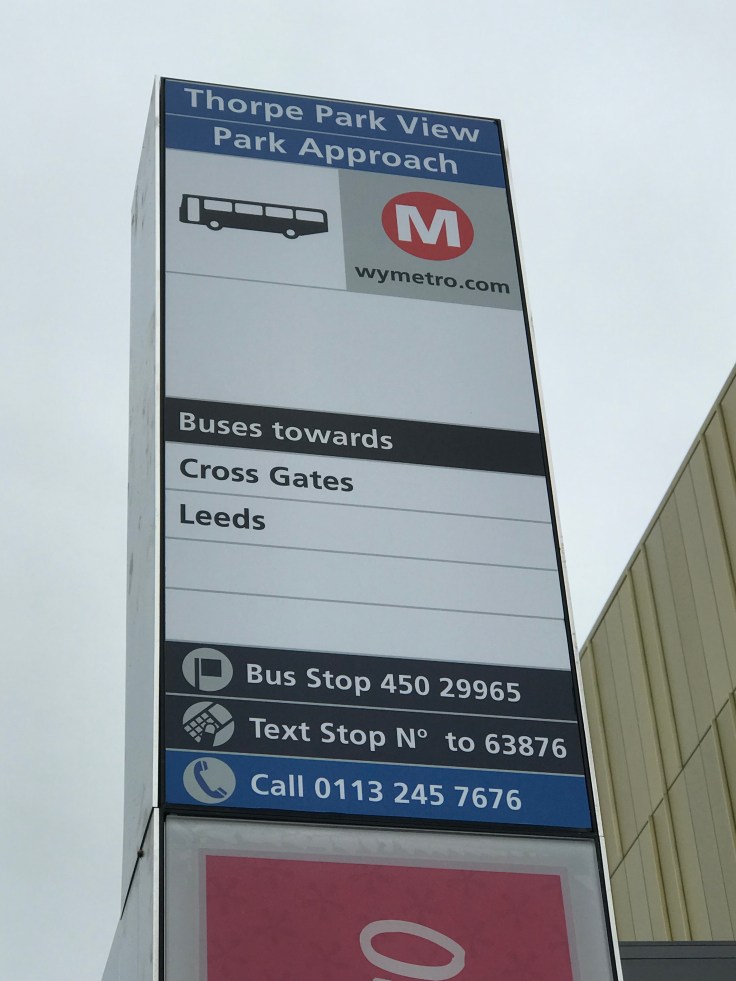 Thorpe Park View
Park Approach
M
wymetro.com
Buses towards
Cross Gates
Leeds
Bus Stop 450 29965
Text Stop N° to 63876
Call 0113 245 7676